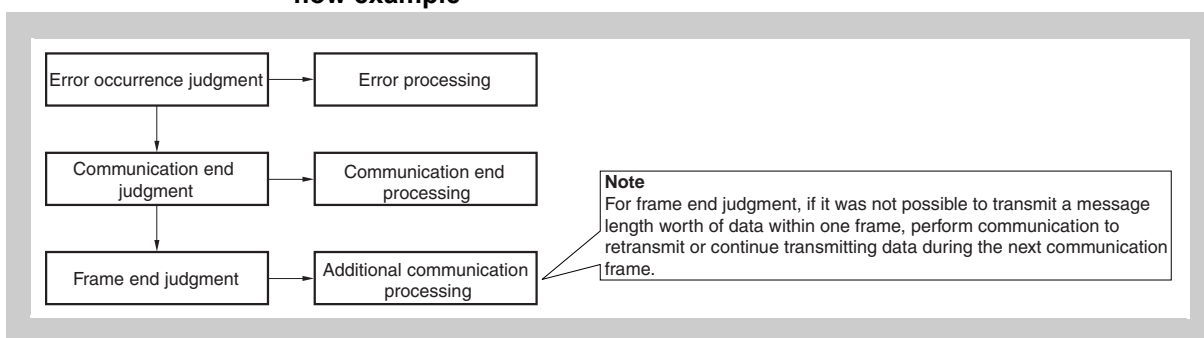 flow example
Error occurrence judgment
Error processing
Communication end
judgment
Communication end
processing
Note
For frame end judgment, if it was not possible to transmit a message
length worth of data within one frame, perform communication to
retransmit or continue transmitting data during the next communication
frame.
Frame end judgment
Additional communication
processing